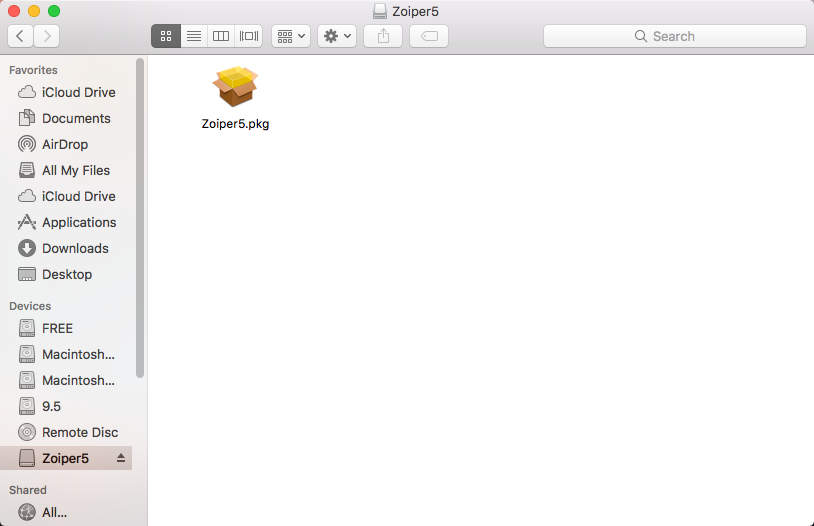 Zoiper5
Search
Favorites
iCloud Drive
Documents
AirDrop
All My Files
iCloud Drive
Applications
Downloads
Desktop
Devices
FREE
Macintosh...
Macintosh...
9.5
Remote Disc
Zoiper5
Shared
All...
Zoiper5.pkg